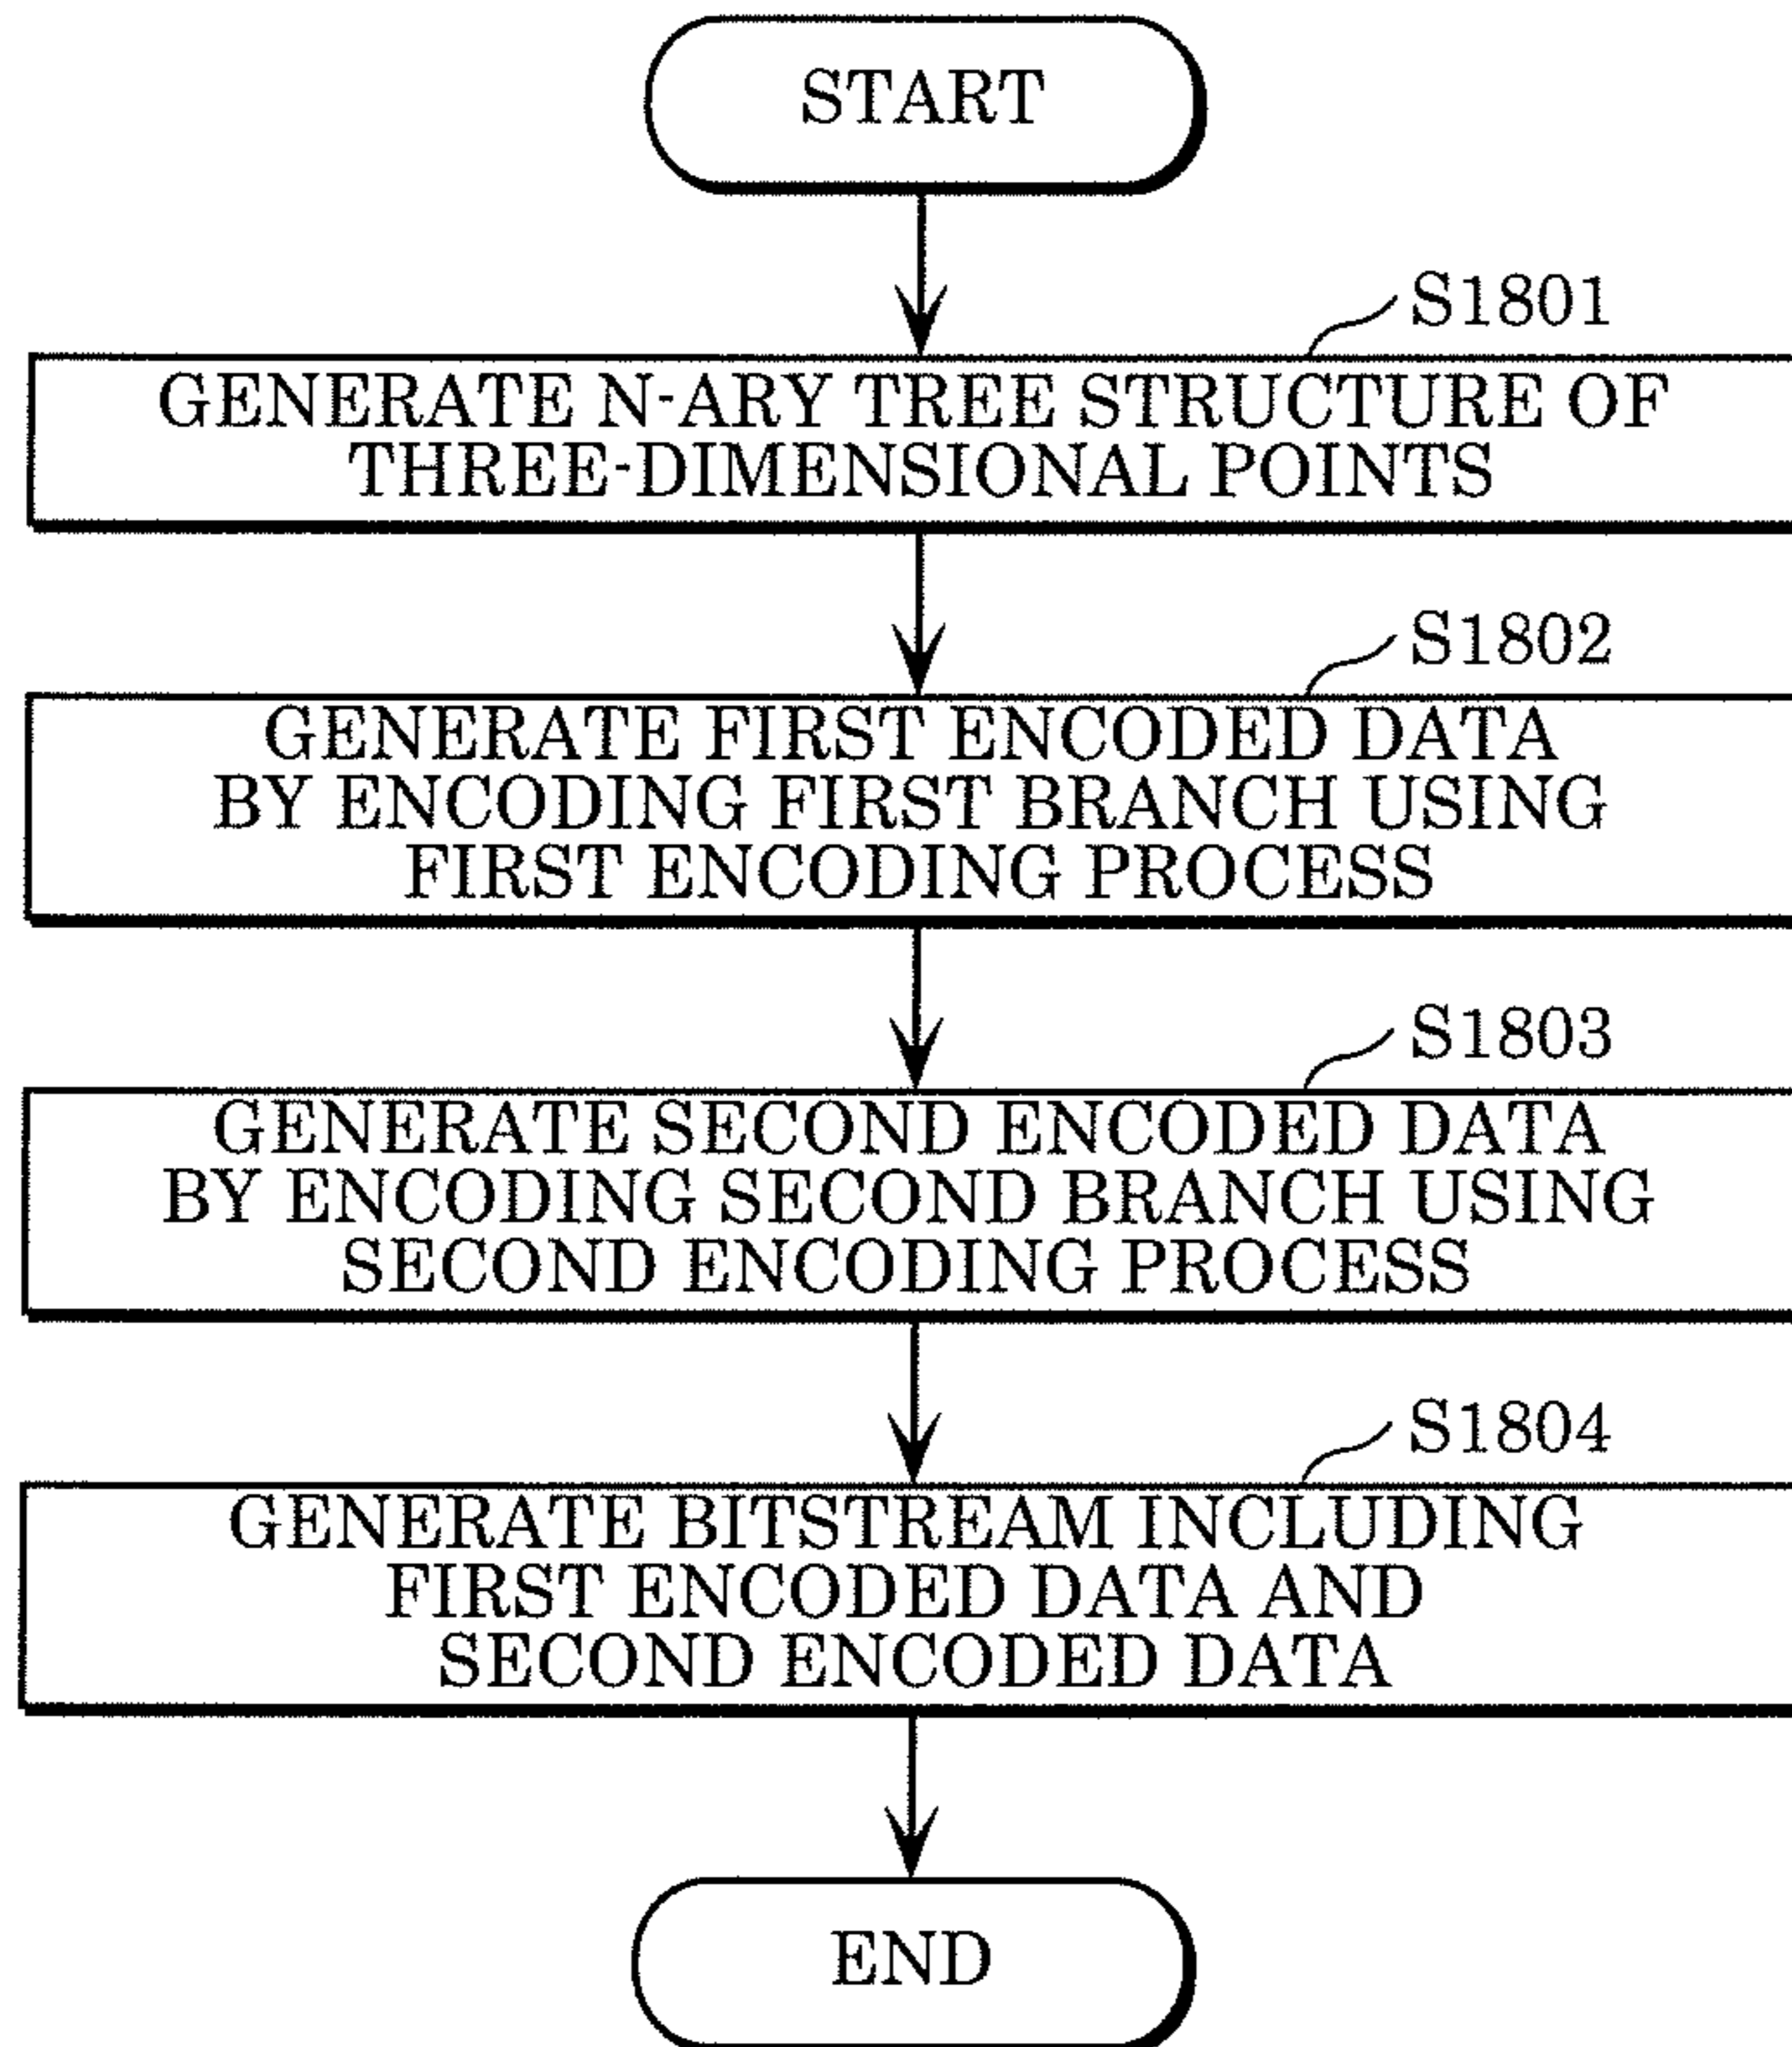 START
S1801
GENERATE N-ARY TREE STRUCTURE OF
THREE-DIMENSIONAL POINTS
S1802
GENERATE FIRST ENCODED DATA
BY ENCODING FIRST BRANCH USING
FIRST ENCODING PROCESS
S1803
GENERATE SECOND ENCODED DATA
BY ENCODING SECOND BRANCH USING
SECOND ENCODING PROCESS
S1804
GENERATE BITSTREAM INCLUDING
FIRST ENCODED DATA AND
SECOND ENCODED DATA
END